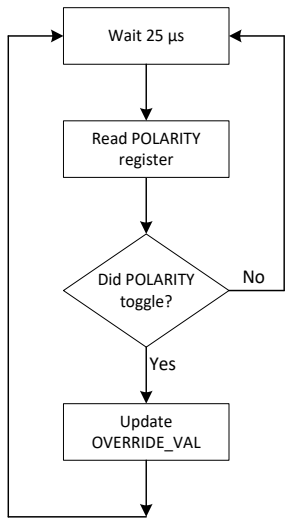 Wait 25 µs
Read POLARITY
register
Did POLARITY
toggle?
No
Yes
Update
OVERRIDE_VAL